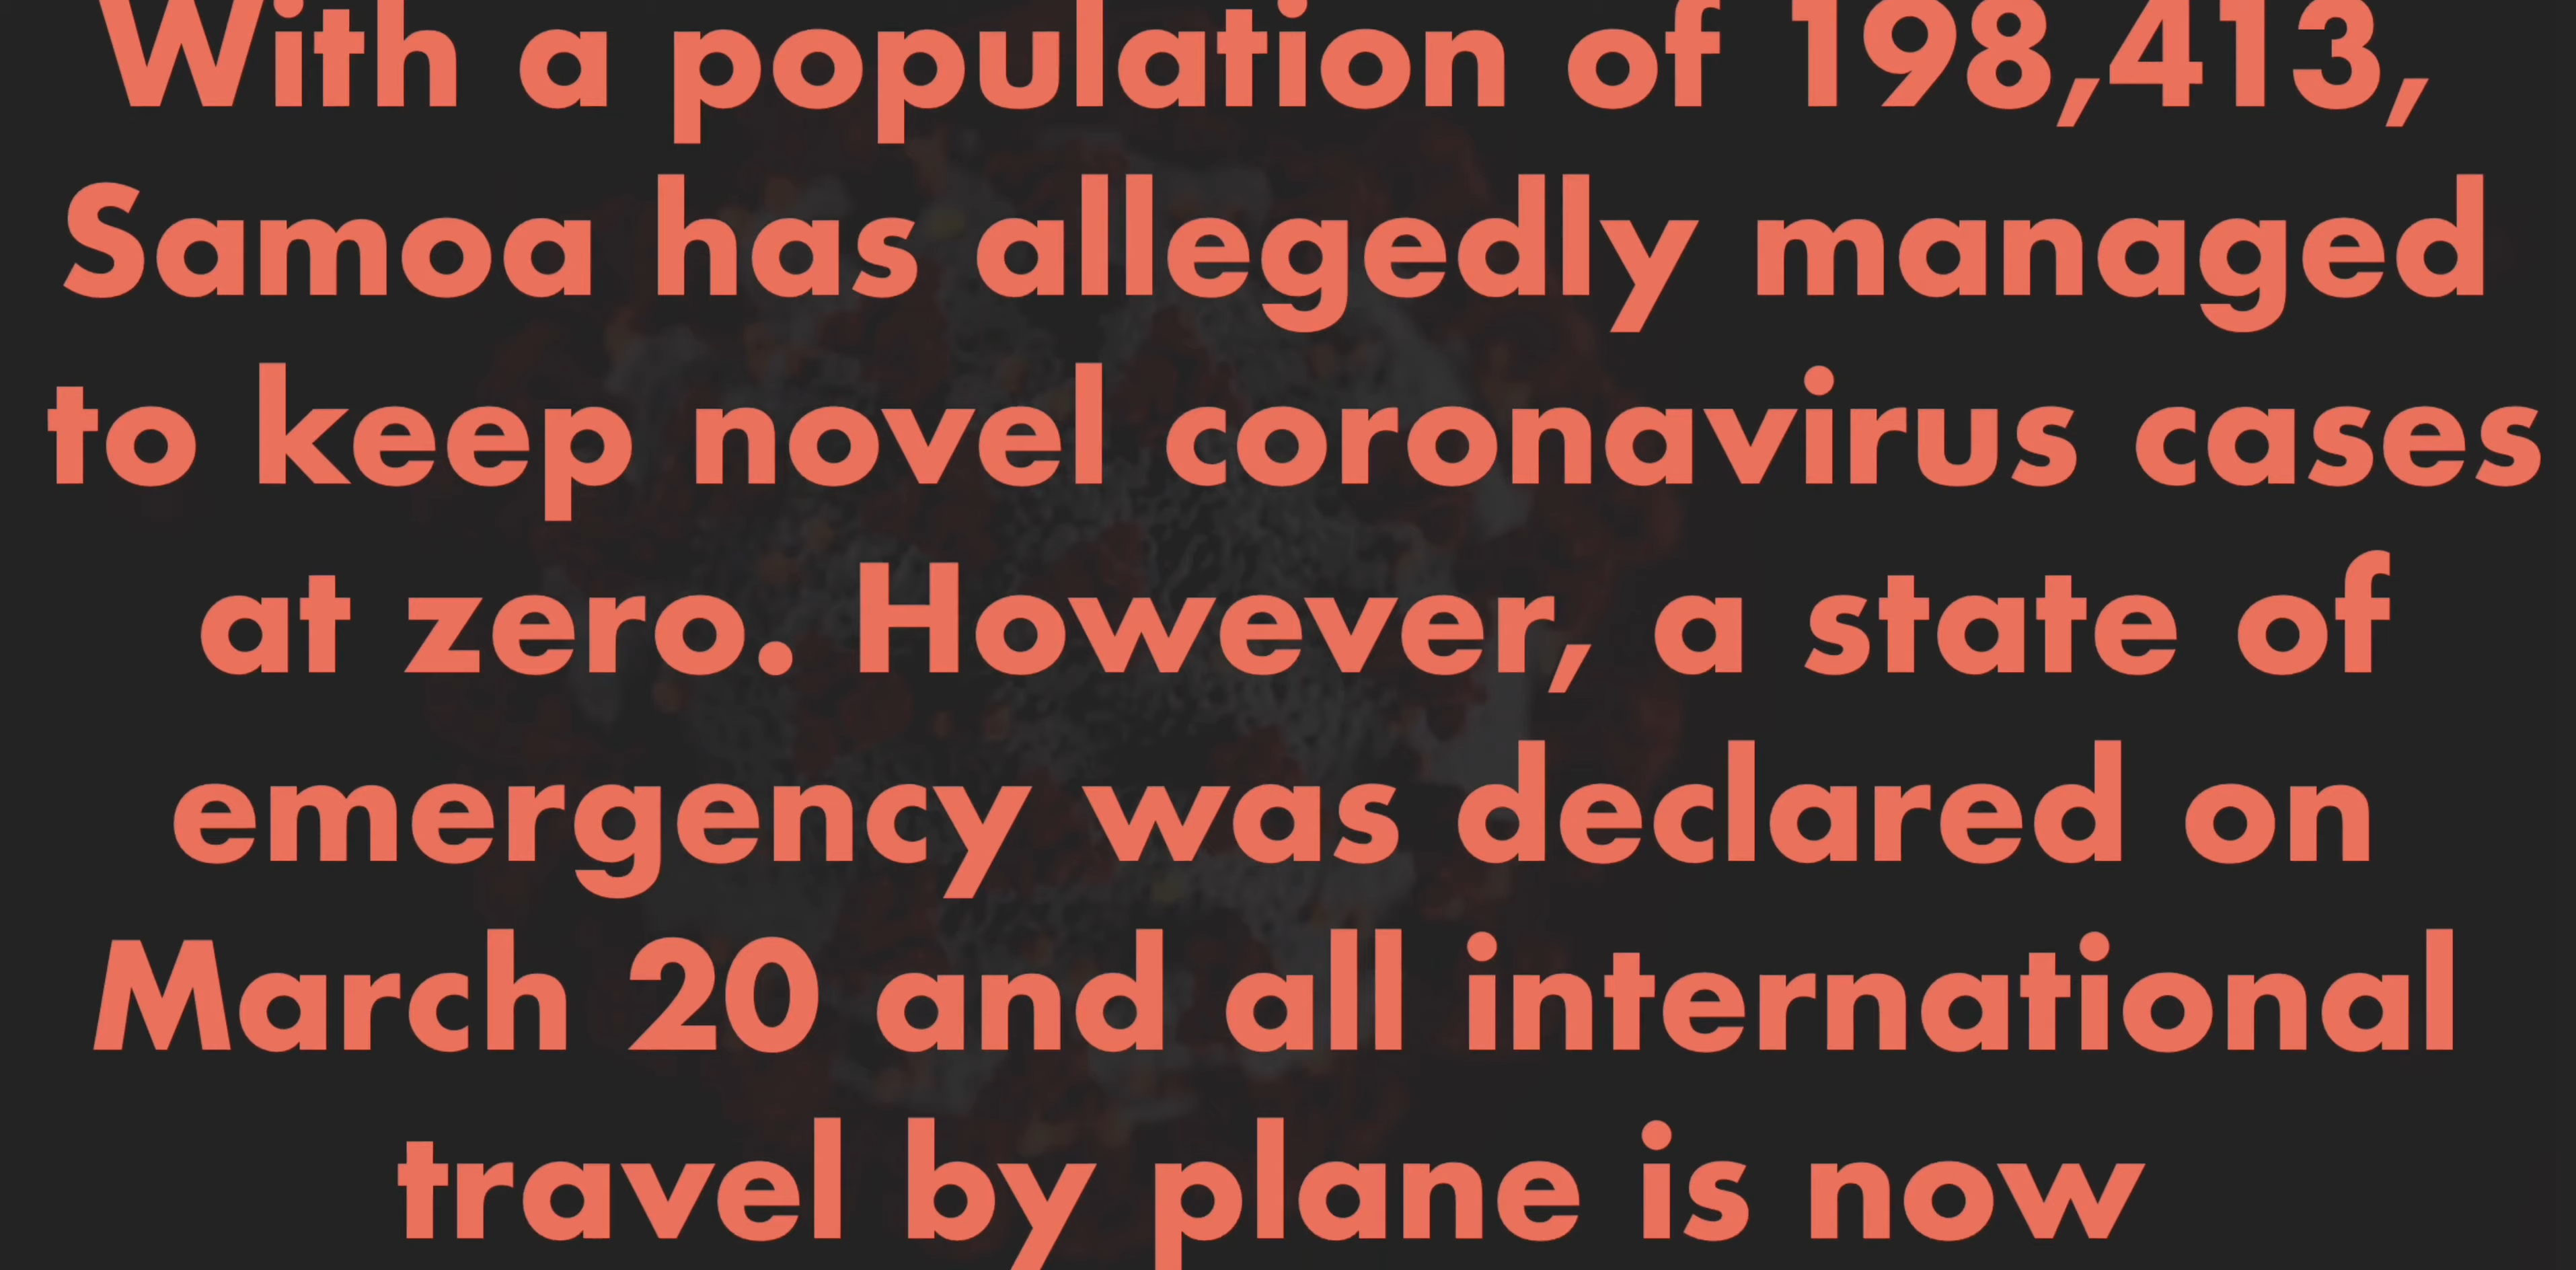 With a population of 198,413,
Samoa has allegedly managed
to keep novel coronavirus cases
at zero. However, a state of
emergency was declared on
March 20 and all international
travel by plane is now